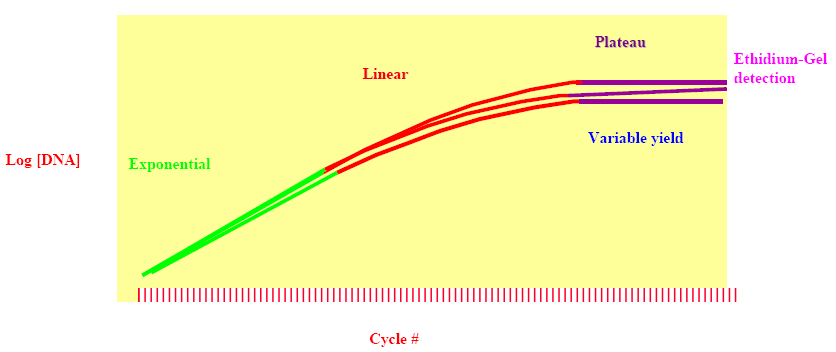 Plateau
Ethidium-Gel
detection
Linear
Variable yield
Log [DNA]
Exponential
Cycle #